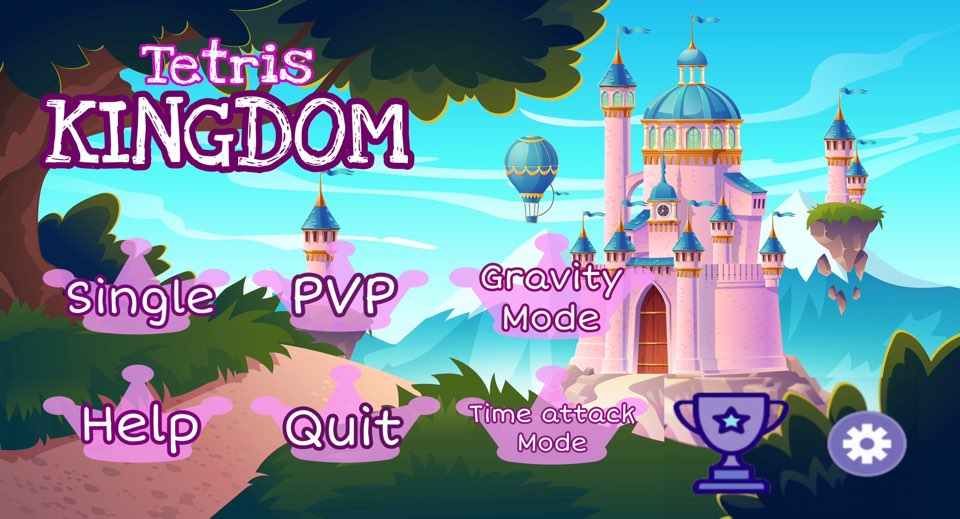 Tetris
KINGDOM
Single
PVP
Gravity
Mode
Help
Quit
Time attack
Mode